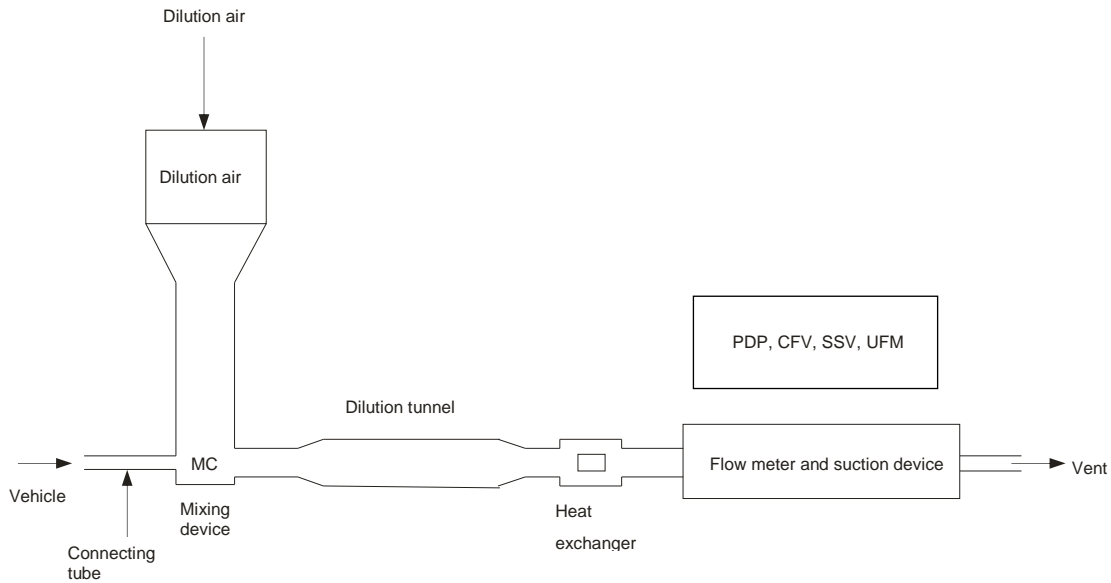 Dilution air
Dilution air
PDP, CFV, SSV, UFM
Dilution tunnel
MC
Flow meter and suction device
Vent
Vehicle
Mixing
device
Heat
exchanger
Connecting
tube